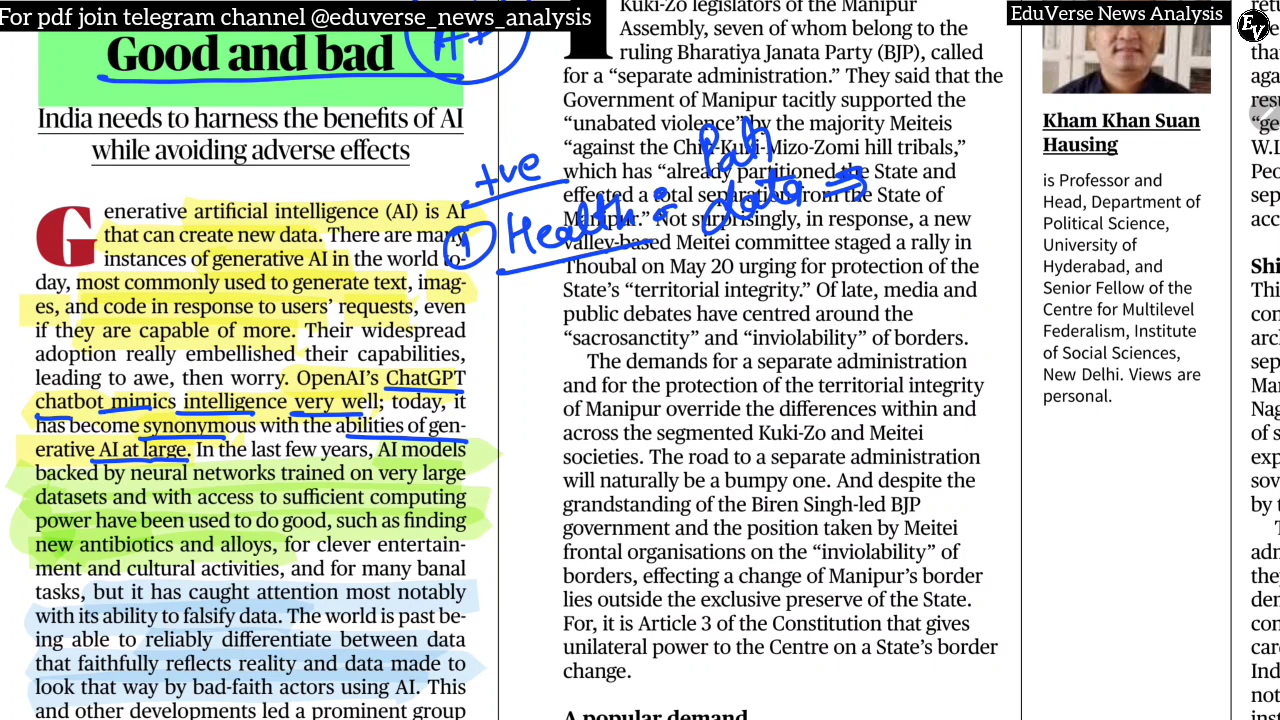 For pdf join telegram channel @eduverse_news_analysis
EduVerse News Analysis
Good and bad
India needs to harness the benefits of AI
while avoiding adverse effects
Generative artificial intelligence (AI) is AI
that can create new data. There are many
instances of generative AI in the world to-
day, most commonly used to generate text, imag-
es, and code in response to users’ requests, even
if they are capable of more. Their widespread
adoption really embellished their capabilities,
leading to awe, then worry. OpenAI’s ChatGPT
chatbot mimics intelligence very well; today, it
has become synonymous with the abilities of gen-
erative AI at large. In the last few years, AI models
backed by neural networks trained on very large
datasets and with access to sufficient computing
power have been used to do good, such as finding
new antibiotics and alloys, for clever entertain-
ment and cultural activities, and for many banal
tasks, but it has caught attention most notably
with its ability to falsify data. The world is past be-
ing able to reliably differentiate between data
that faithfully reflects reality and data made to
look that way by bad-faith actors using AI. This
and other developments led a prominent group
+ve
① Health : Path
data ⇒
Kuki-Zo legislators of the Manipur
Assembly, seven of whom belong to the
ruling Bharatiya Janata Party (BJP), called
for a “separate administration.” They said that the
Government of Manipur tacitly supported the
“unabated violence” by the majority Meiteis
“against the Chin-Kuki-Mizo-Zomi hill tribals,”
which has “already partitioned the State and
effected a total separation from the State of
Manipur.” Not surprisingly, in response, a new
valley-based Meitei committee staged a rally in
Thoubal on May 20 urging for protection of the
State’s “territorial integrity.” Of late, media and
public debates have centred around the
“sacrosanctity” and “inviolability” of borders.
The demands for a separate administration
and for the protection of the territorial integrity
of Manipur override the differences within and
across the segmented Kuki-Zo and Meitei
societies. The road to a separate administration
will naturally be a bumpy one. And despite the
grandstanding of the Biren Singh-led BJP
government and the position taken by Meitei
frontal organisations on the “inviolability” of
borders, effecting a change of Manipur’s border
lies outside the exclusive preserve of the State.
For, it is Article 3 of the Constitution that gives
unilateral power to the Centre on a State’s border
change.
A popular demand
Kham Khan Suan
Hausing
is Professor and
Head, Department of
Political Science,
University of
Hyderabad, and
Senior Fellow of the
Centre for Multilevel
Federalism, Institute
of Social Sciences,
New Delhi. Views are
personal.